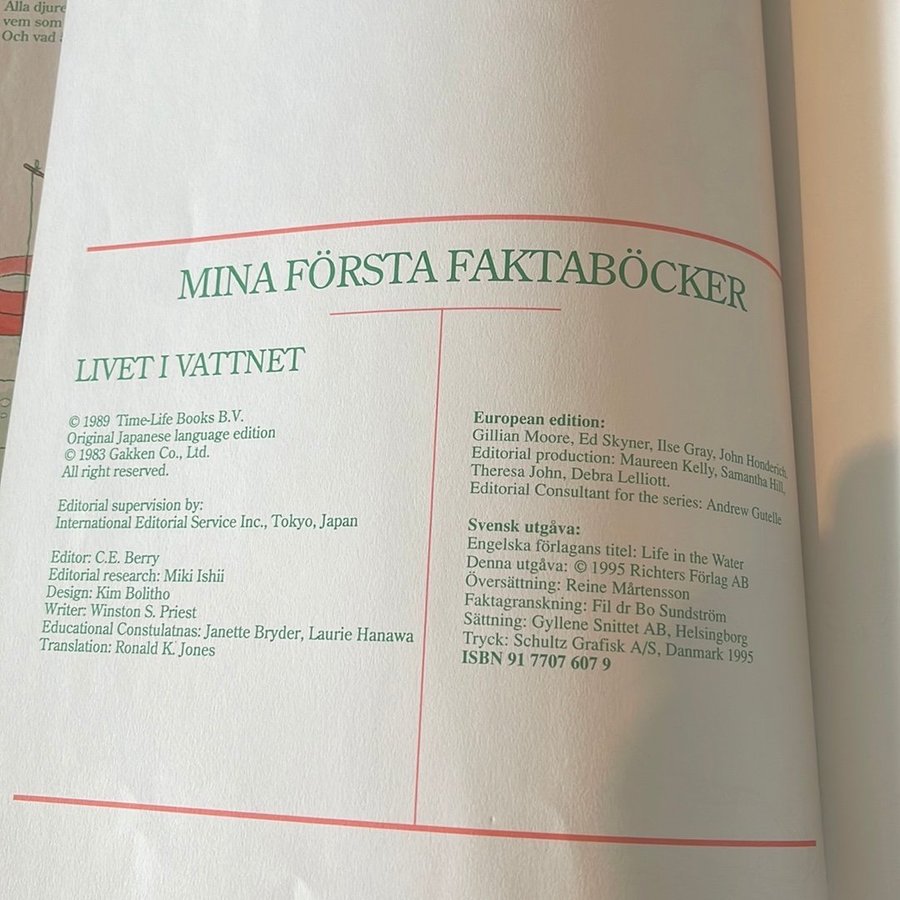 Alla djure
vem som
Och vad
MINA FÖRSTA FAKTABÖCKER
LIVET I VATTNET
© 1989 Time-Life Books B.V.
Original Japanese language edition
© 1983 Gakken Co., Ltd.
All right reserved.
Editorial supervision by:
International Editorial Service Inc., Tokyo, Japan
Editor: C.E. Berry
Editorial research: Miki Ishii
Design: Kim Bolitho
Writer: Winston S. Priest
Educational Constulatnas: Janette Bryder, Laurie Hanawa
Translation: Ronald K. Jones
European edition:
Gillian Moore, Ed Skyner, Ilse Gray, John Honderich.
Editorial production: Maureen Kelly, Samantha Hill,
Theresa John, Debra Lelliott.
Editorial Consultant for the series: Andrew Gutelle
Svensk utgåva:
Engelska förlagans titel: Life in the Water
Denna utgåva: © 1995 Richters Förlag AB
Översättning: Reine Mårtensson
Faktagranskning: Fil dr Bo Sundström
Sättning: Gyllene Snittet AB, Helsingborg
Tryck: Schultz Grafisk A/S, Danmark 1995
ISBN 91 7707 607 9